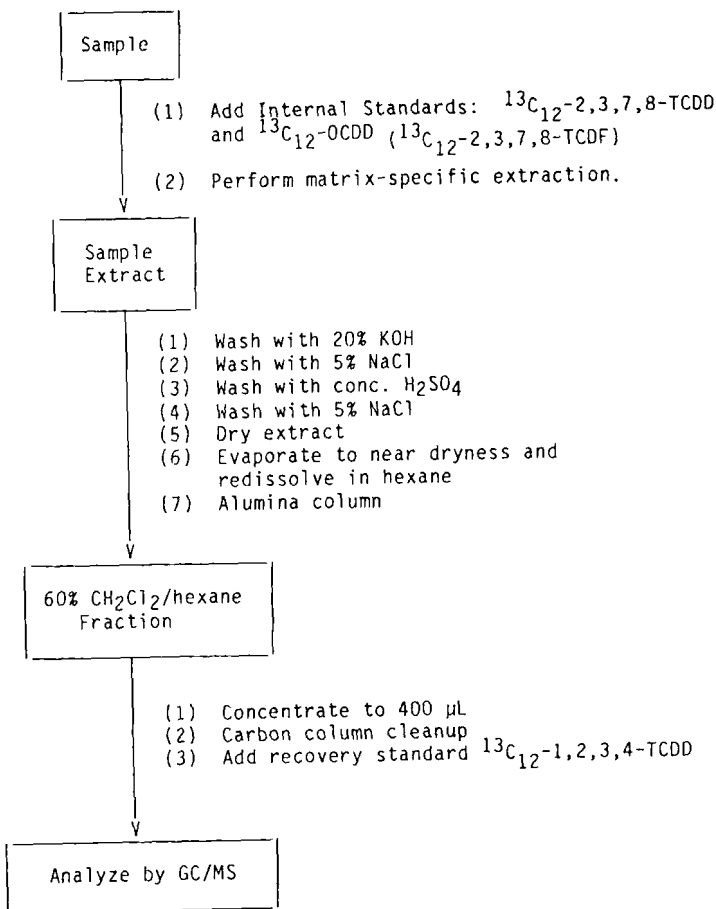 Sample
(1) Add Internal Standards: ¹³C₁₂-2,3,7,8-TCDD
and ¹³C₁₂-OCDD (¹³C₁₂-2,3,7,8-TCDF)
(2) Perform matrix-specific extraction.
Sample
Extract
(1) Wash with 20% KOH
(2) Wash with 5% NaCl
(3) Wash with conc. H₂SO₄
(4) Wash with 5% NaCl
(5) Dry extract
(6) Evaporate to near dryness and
redissolve in hexane
(7) Alumina column
60% CH₂Cl₂/hexane
Fraction
(1) Concentrate to 400 µL
(2) Carbon column cleanup
(3) Add recovery standard ¹³C₁₂-1,2,3,4-TCDD
Analyze by GC/MS